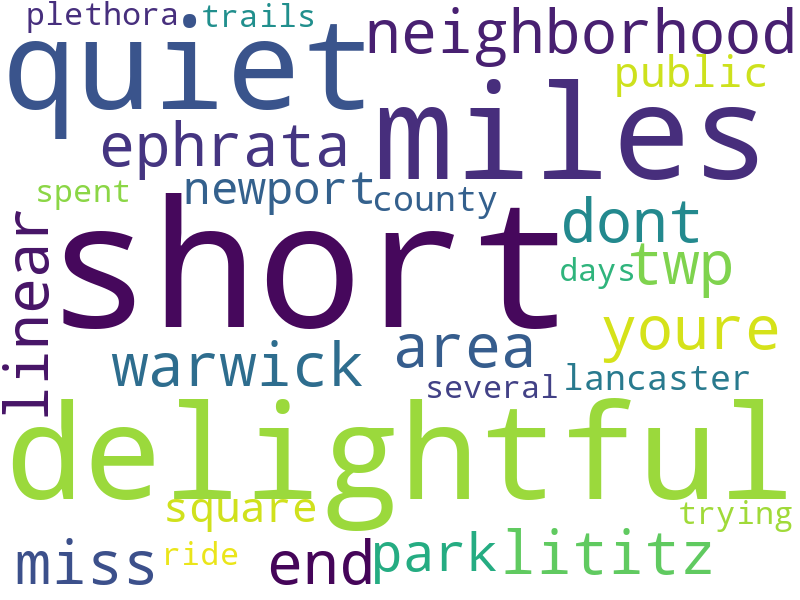 plethora
trails
quiet
neighborhood
public
miles
ephrata
spent
newport
county
short
dont
twp
days
linear
youre
area
warwick
several
lancaster
delightful
square
trying
miss
ride
end
park
lititz